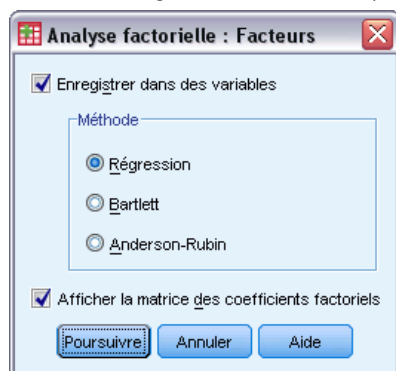 Analyse factorielle : Facteurs
Enregistrer dans des variables
Méthode
Régression
Bartlett
Anderson-Rubin
Afficher la matrice des coefficients factoriels
Poursuivre Annuler Aide